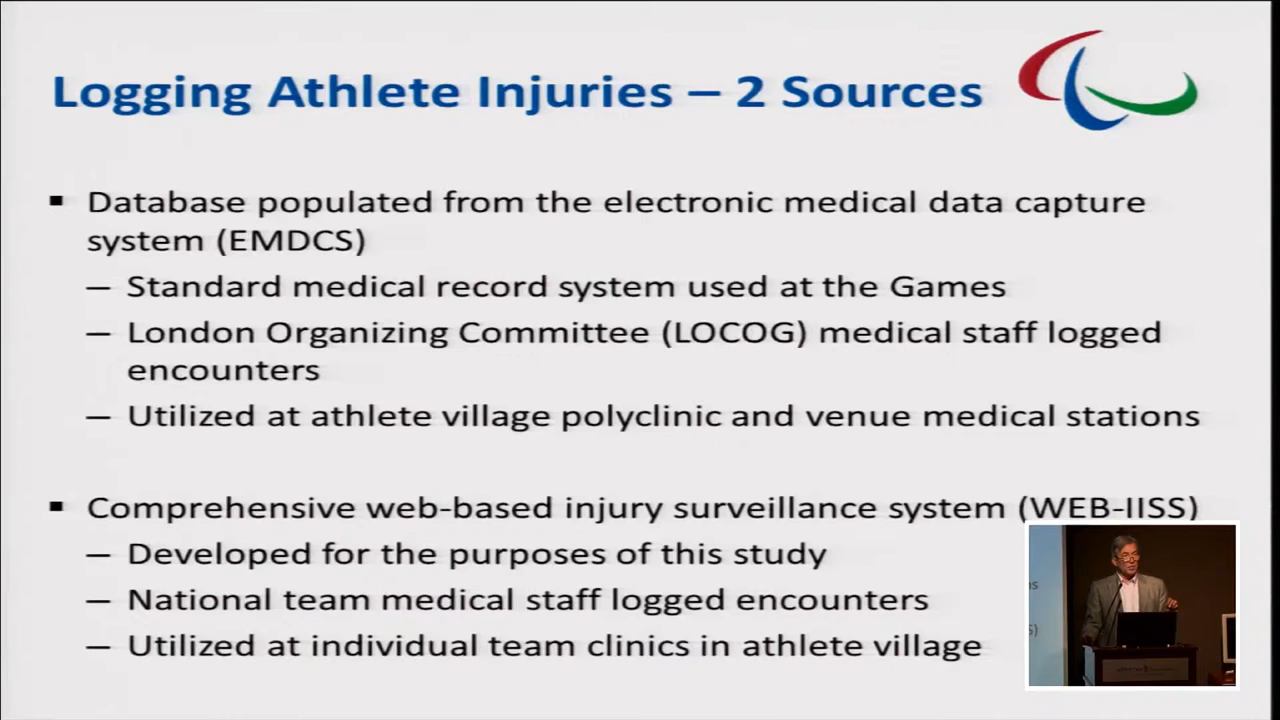 Logging Athlete Injuries – 2 Sources
▪ Database populated from the electronic medical data capture
system (EMDCS)
– Standard medical record system used at the Games
– London Organizing Committee (LOCOG) medical staff logged
encounters
– Utilized at athlete village polyclinic and venue medical stations
▪ Comprehensive web-based injury surveillance system (WEB-IISS)
– Developed for the purposes of this study
– National team medical staff logged encounters
– Utilized at individual team clinics in athlete village